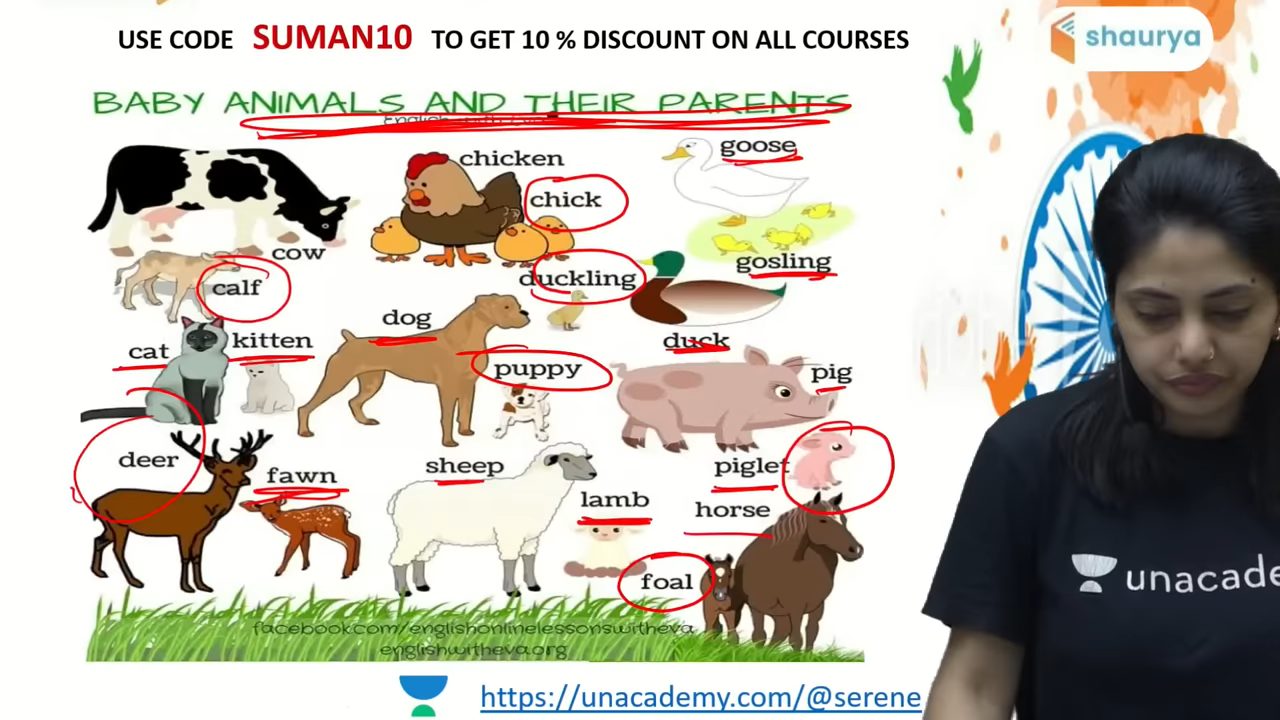 USE CODE SUMAN10 TO GET 10 % DISCOUNT ON ALL COURSES
shaurya
BABY ANIMALS AND THEIR PARENTS
English with
chicken
goose
chick
cow
gosling
duckling
calf
dog
kitten
duck
cat
puppy
pig
deer
fawn
sheep
piglet
lamb
horse
foal
facebook.com/englishonlinelessonswitheva
englishwitheva.org
unacade
https://unacademy.com/@serene